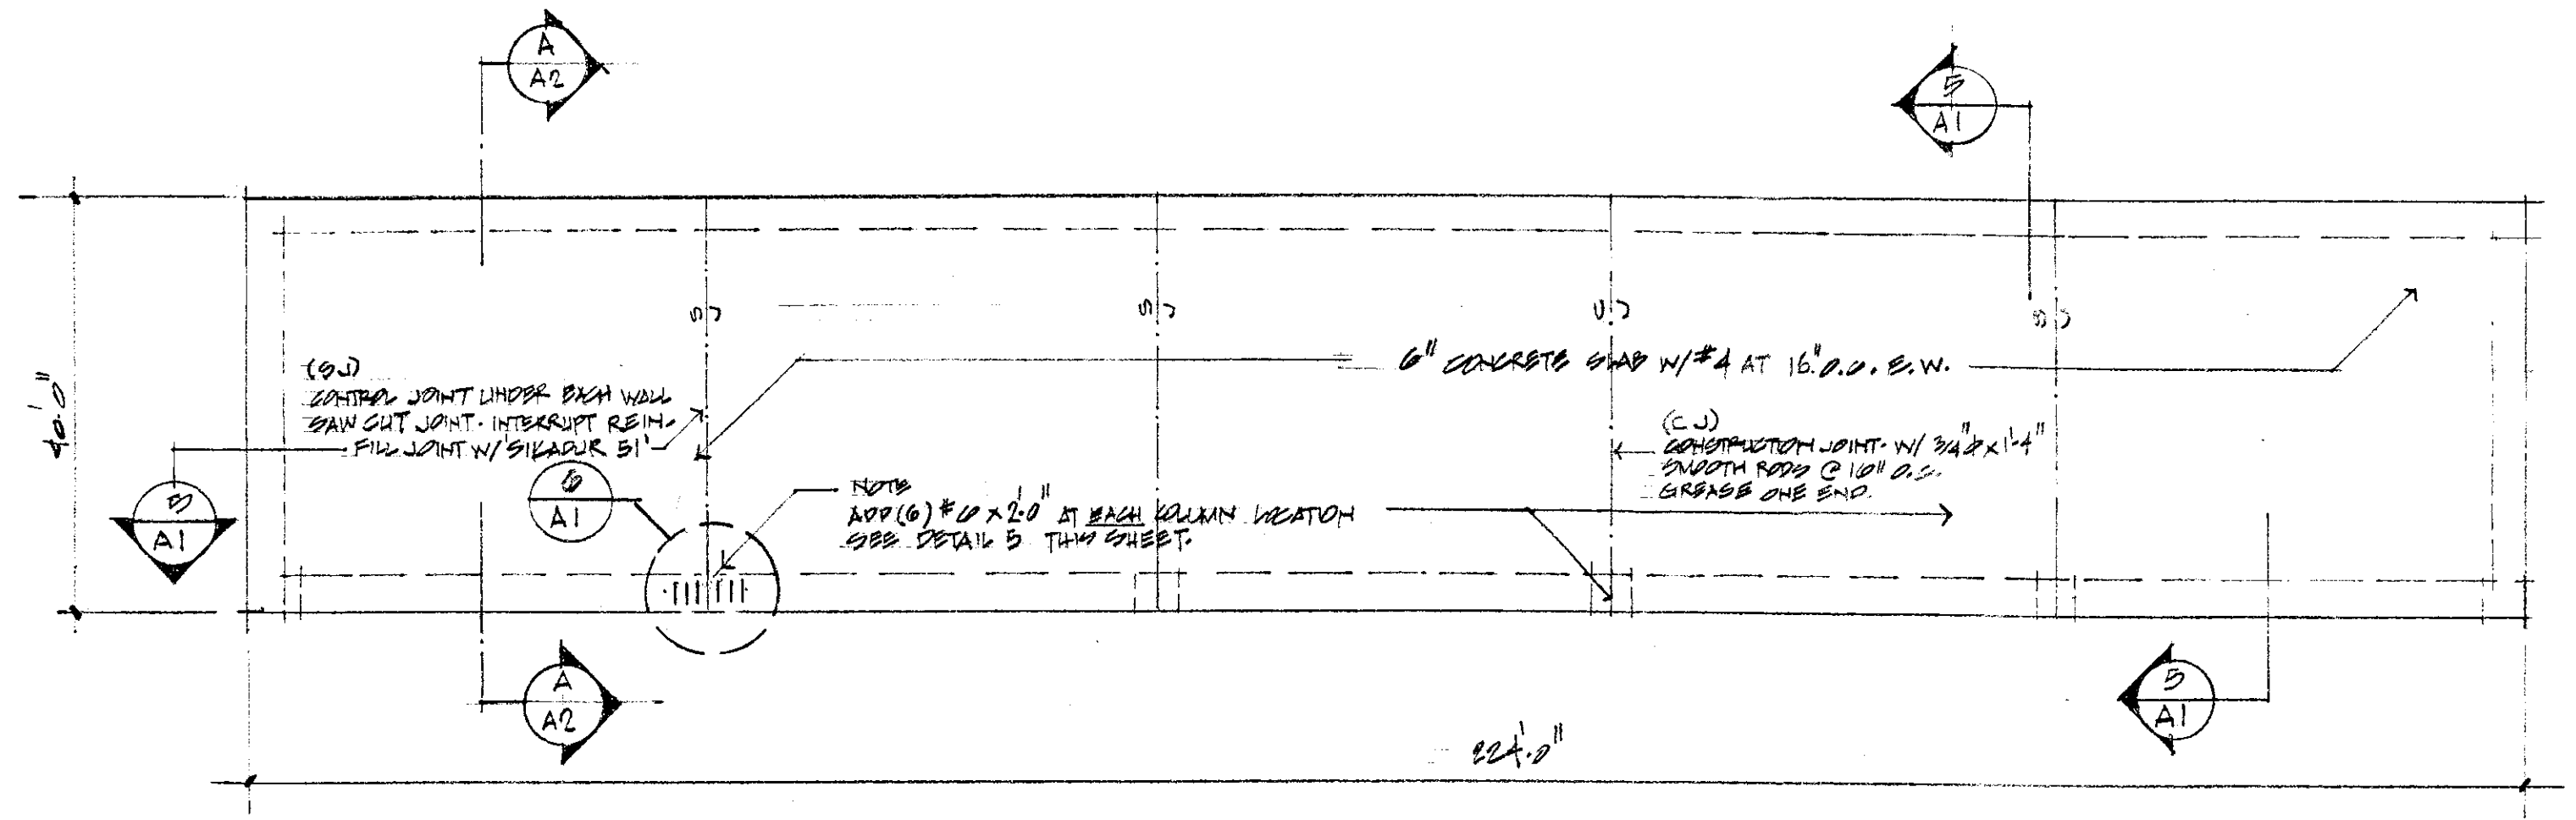 A
A2
5
A1
SJ
SJ
CJ
SJ
40'.0"
6" CONCRETE SLAB W/#4 AT 16" O.C. E.W.
(SJ)
CONTROL JOINT UNDER EACH WALL
SAW CUT JOINT. INTERRUPT REIN.
FILL JOINT W/'SIKADUR 51'
(CJ)
CONSTRUCTION JOINT. W/ 3/4"Ø x 1'-4"
SMOOTH RODS @ 16" O.C.
GREASE ONE END.
6
A1
5
A1
NOTE
ADD (6) #6 x 2'.0" AT EACH COLUMN LOCATION
SEE DETAIL 5 THIS SHEET.
A
A2
5
A1
224'.0"